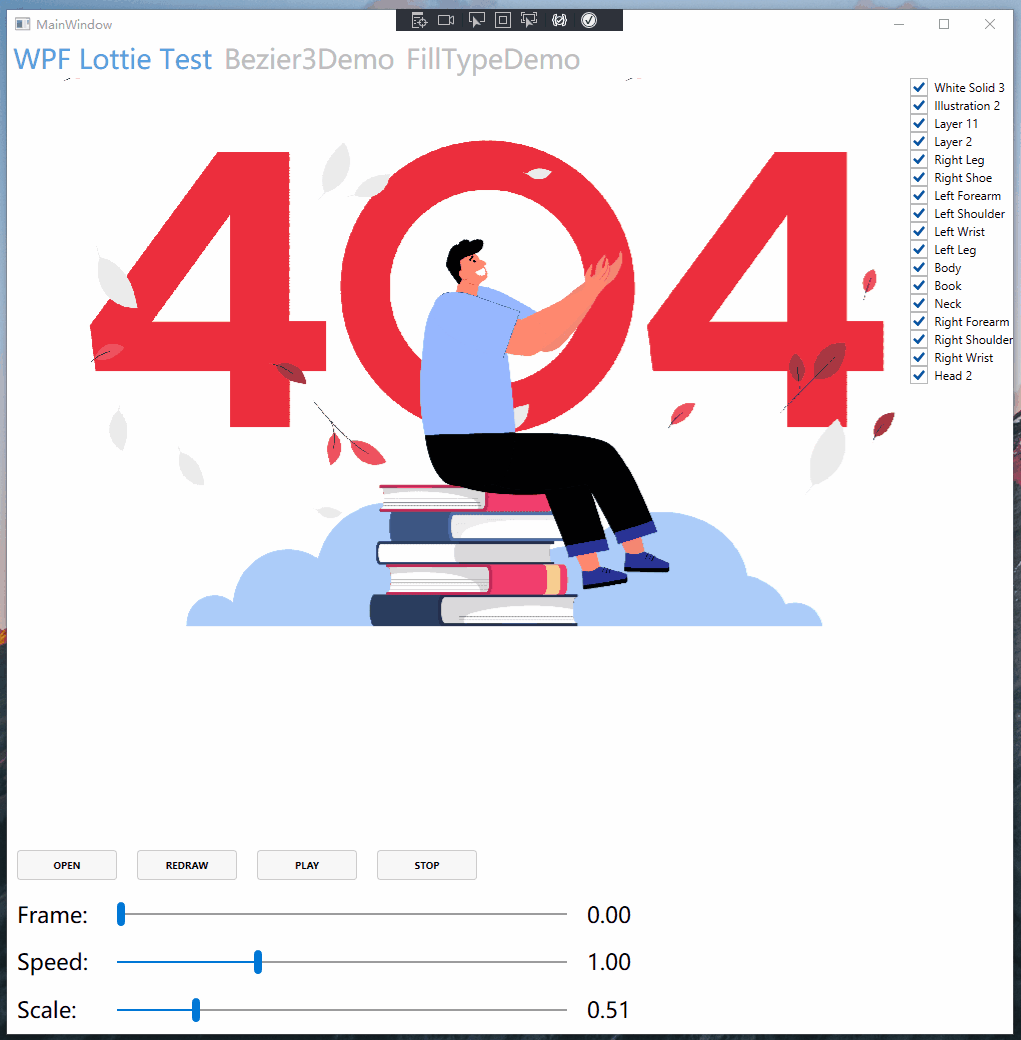 MainWindow
WPF Lottie Test Bezier3Demo FillTypeDemo
404
White Solid 3
Illustration 2
Layer 11
Layer 2
Right Leg
Right Shoe
Left Forearm
Left Shoulder
Left Wrist
Left Leg
Body
Book
Neck
Right Forearm
Right Shoulder
Right Wrist
Head 2
OPEN REDRAW PLAY STOP
Frame: 0.00
Speed: 1.00
Scale: 0.51